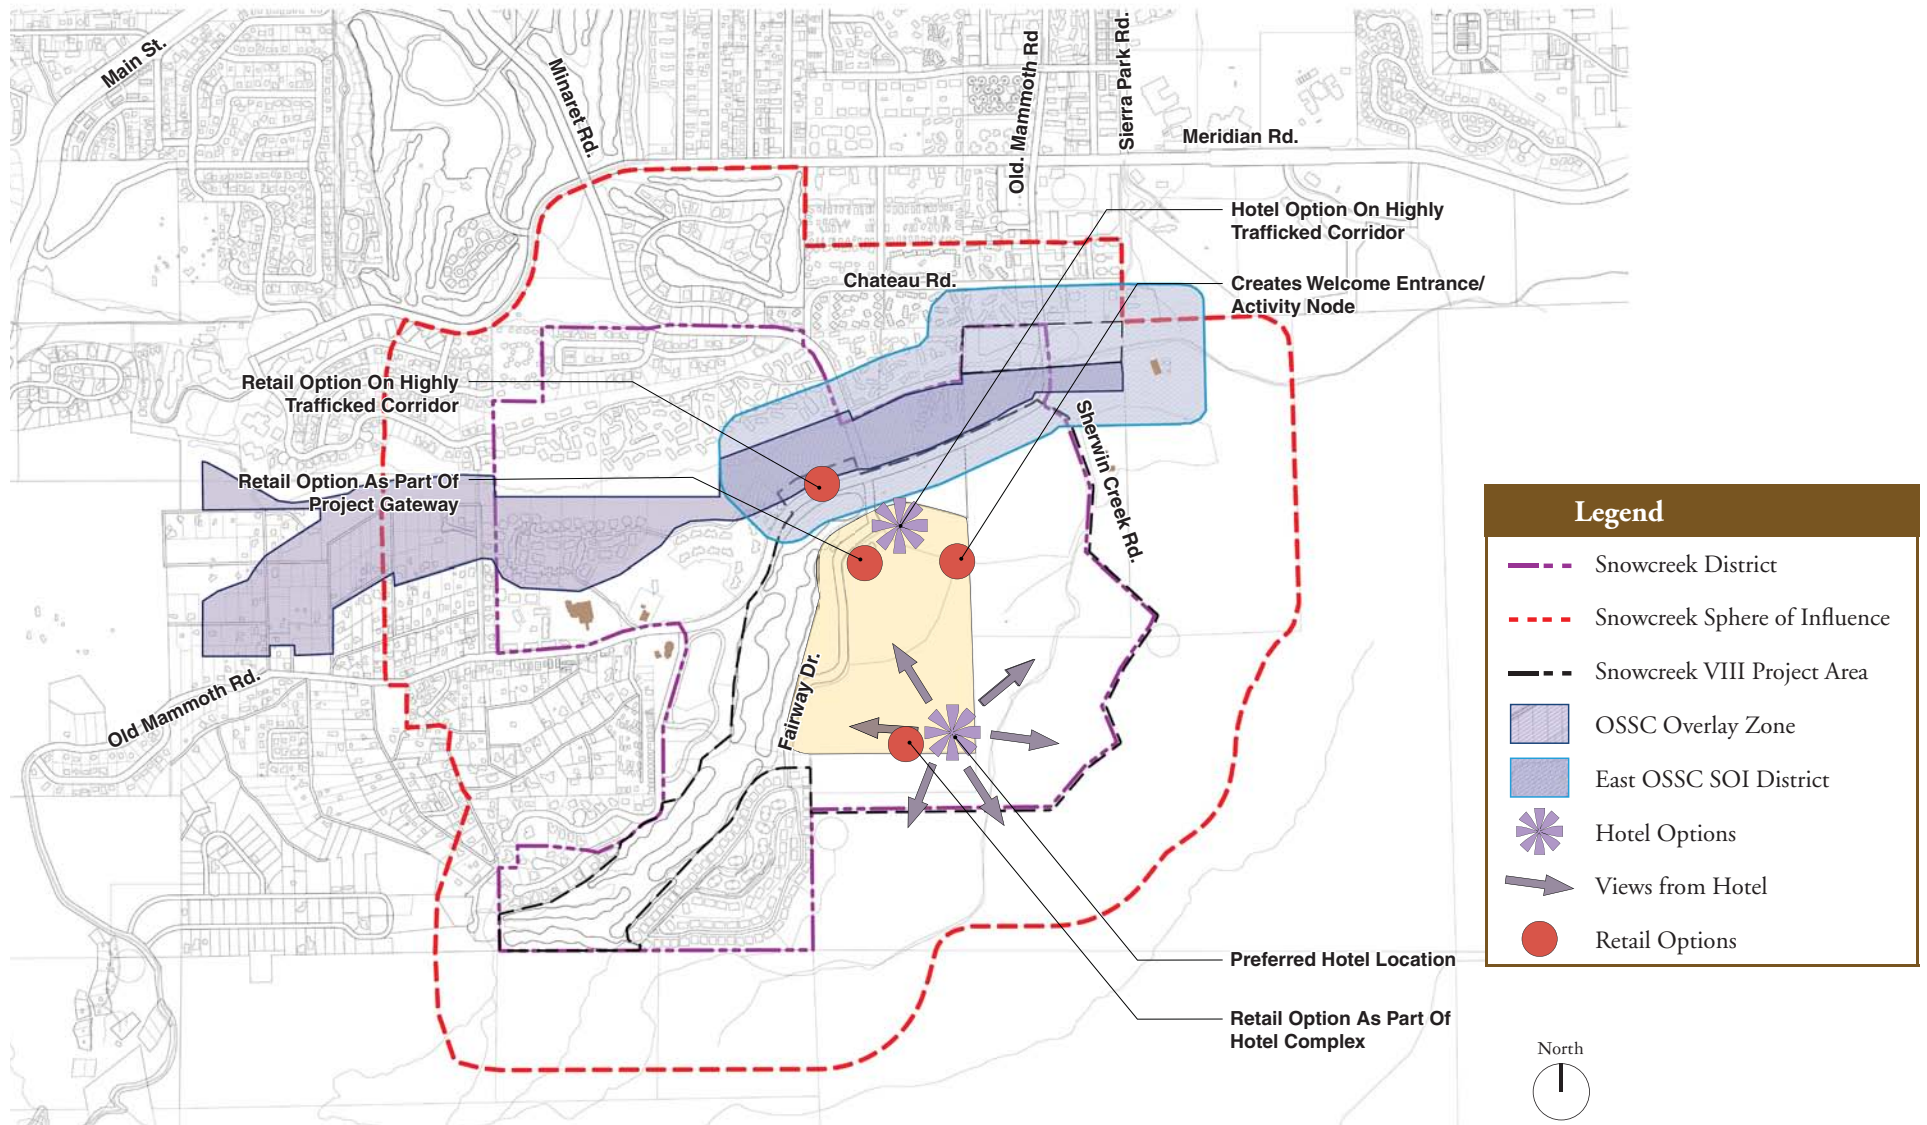 Main St.
Minaret Rd.
Old. Mammoth Rd
Sierra Park Rd.
Meridian Rd.
Hotel Option On Highly
Trafficked Corridor
Chateau Rd.
Creates Welcome Entrance/
Activity Node
Retail Option On Highly
Trafficked Corridor
Retail Option As Part Of
Project Gateway
Sherwin Creek Rd.
Old Mammoth Rd.
Fairway Dr.
Preferred Hotel Location
Retail Option As Part Of
Hotel Complex
Legend
Snowcreek District
Snowcreek Sphere of Influence
Snowcreek VIII Project Area
OSSC Overlay Zone
East OSSC SOI District
Hotel Options
Views from Hotel
Retail Options
North